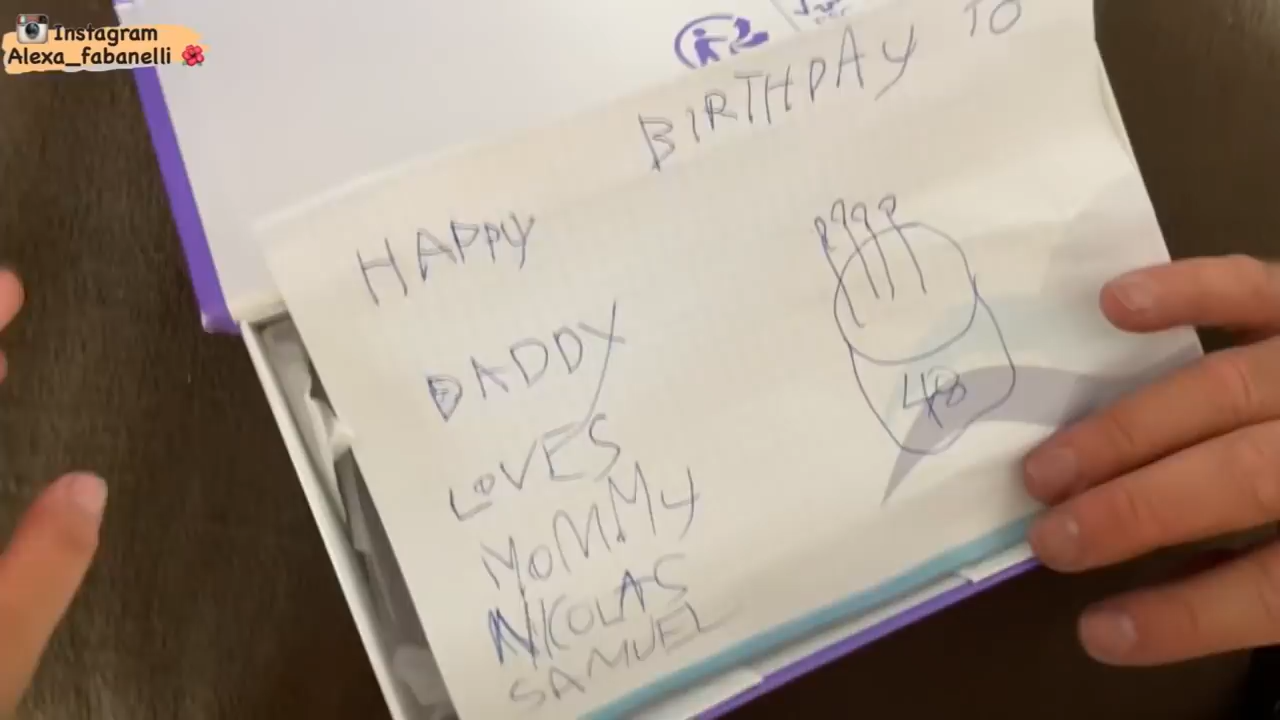 Instagram
Alexa_fabanelli
HAPPY BIRTHDAY TO
DADDY
LOVES
MOMMY
NICOLAS
SAMUEL
48